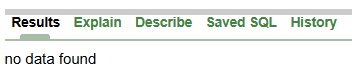 Results Explain Describe Saved SQL History
no data found